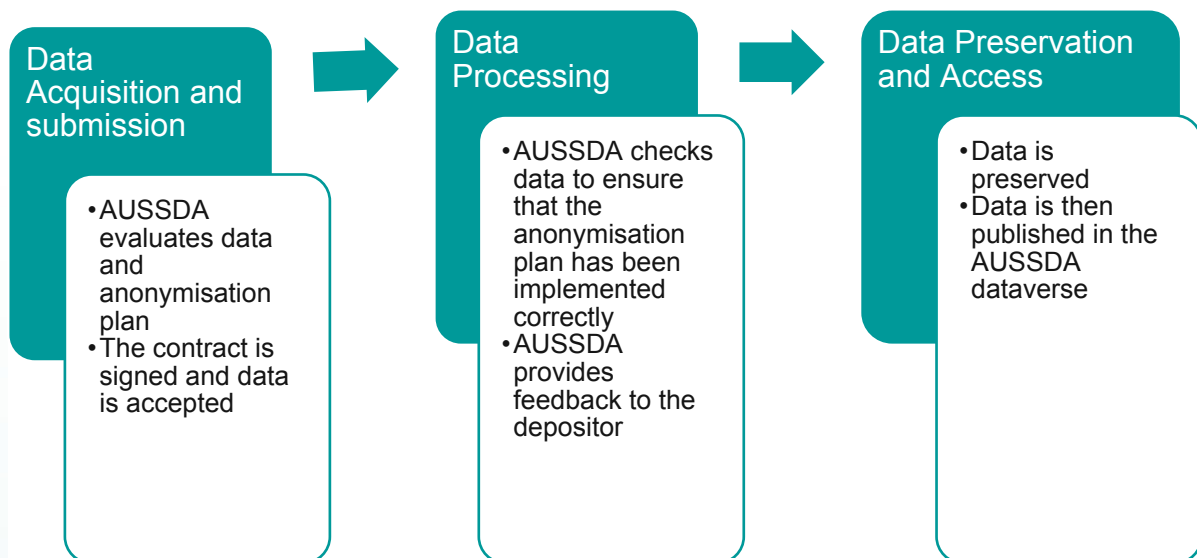 Data
Acquisition and
submission
•AUSSDA
evaluates data
and
anonymisation
plan
•The contract is
signed and data
is accepted
Data
Processing
•AUSSDA checks
data to ensure
that the
anonymisation
plan has been
implemented
correctly
•AUSSDA
provides
feedback to the
depositor
Data Preservation
and Access
•Data is
preserved
•Data is then
published in the
AUSSDA
dataverse